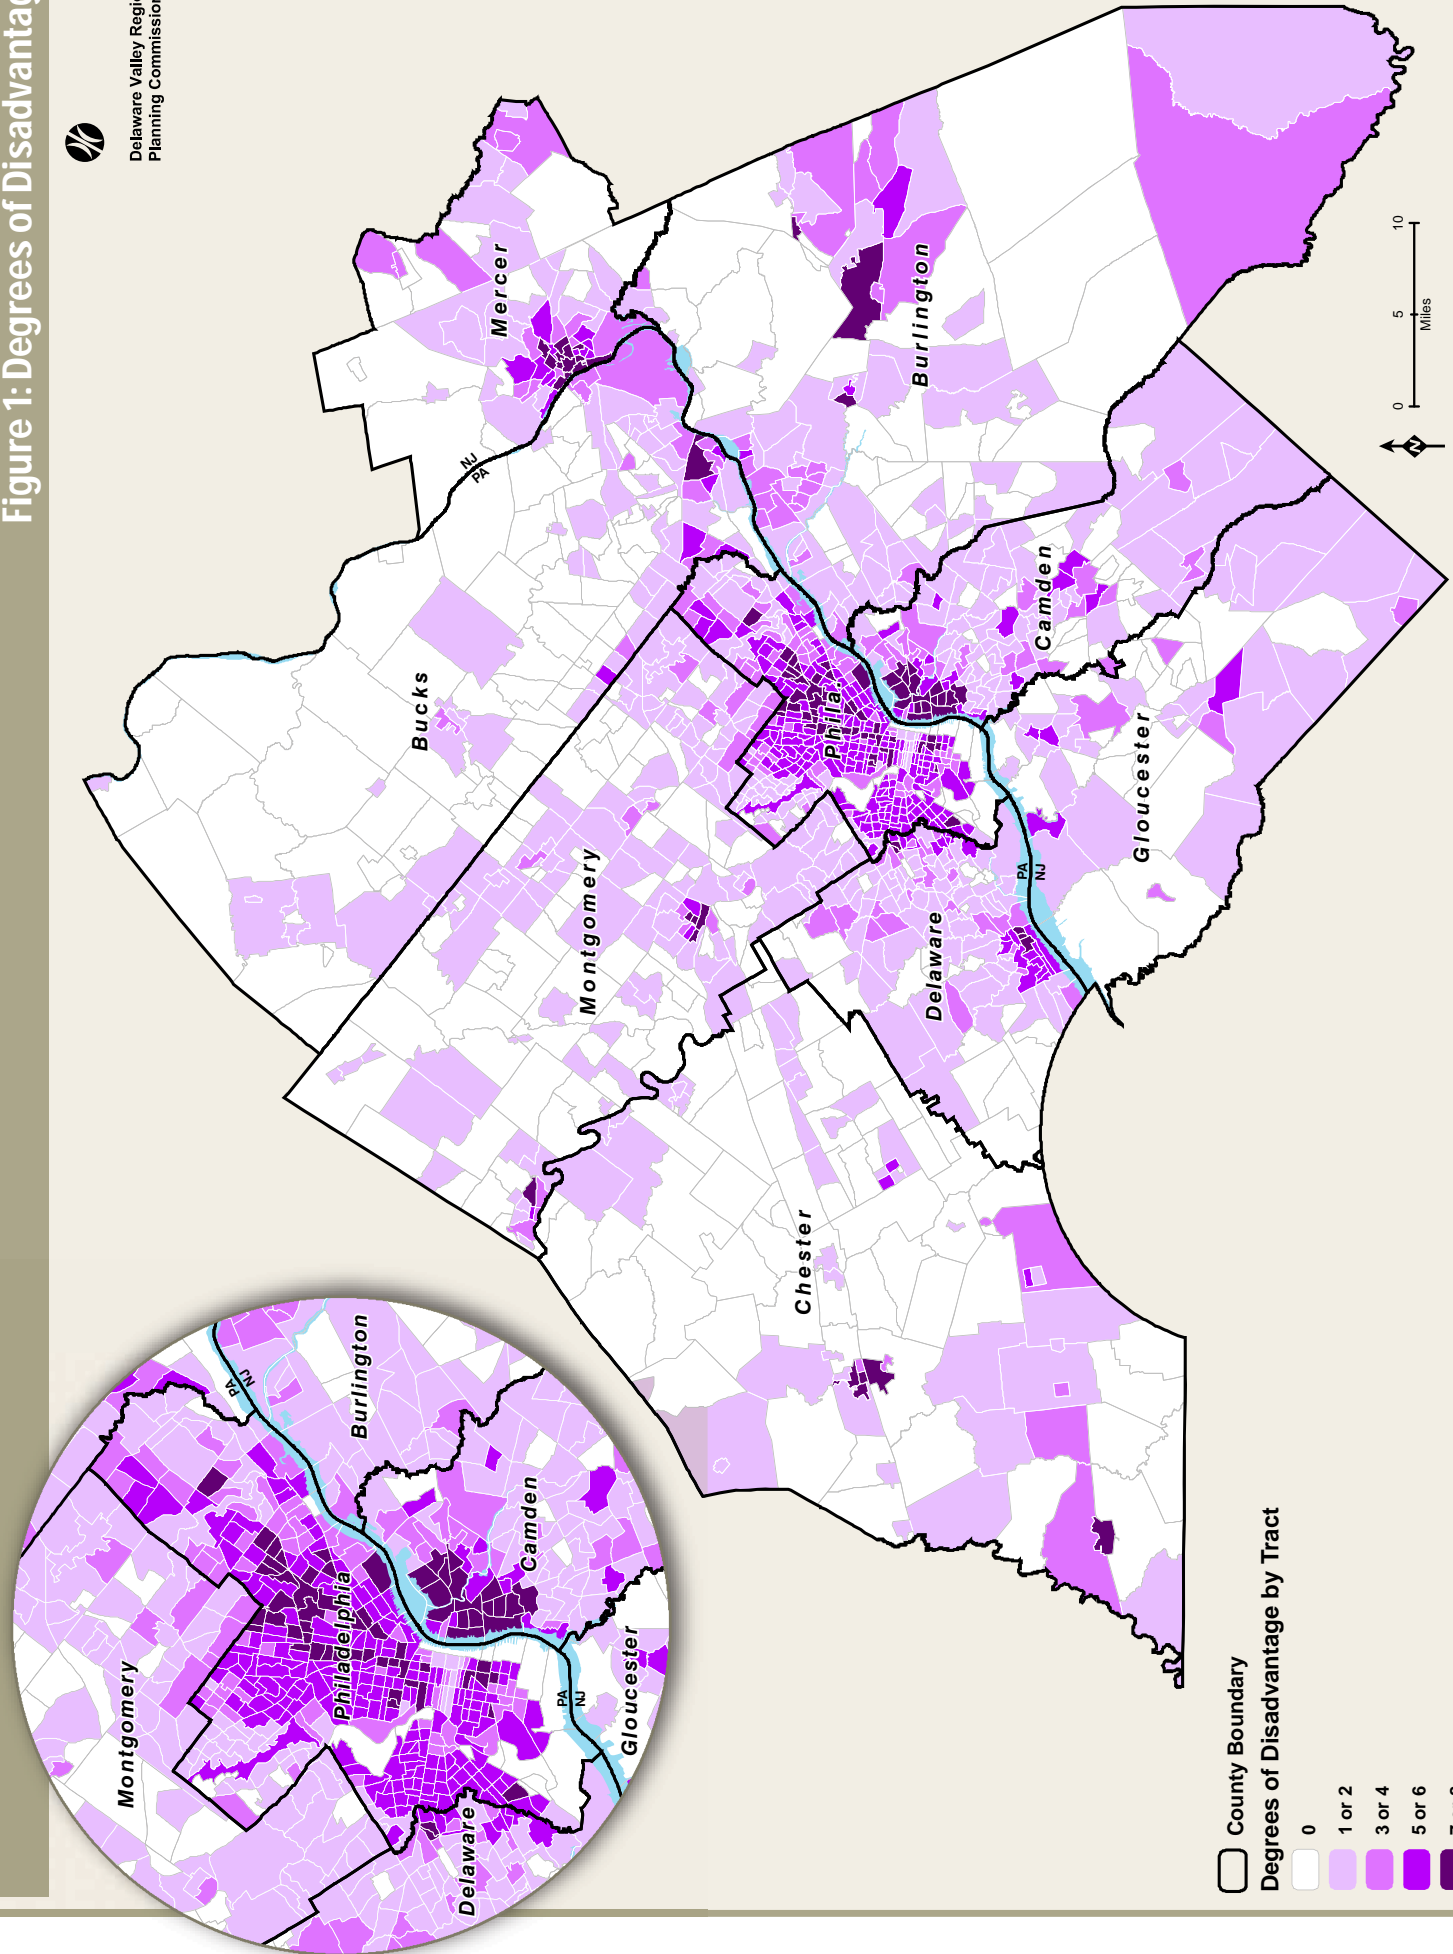 Figure 1: Degrees of Disadvantag
Delaware Valley Regi
Planning Commission
Mercer
NJ
PA
Bucks
Burlington
Montgomery
Phila.
Camden
Delaware
Gloucester
PA
NJ
Chester
Montgomery
Philadelphia
Burlington
Camden
Delaware
Gloucester
PA
NJ
PA
NJ
0 5 10
Miles
N
County Boundary
Degrees of Disadvantage by Tract
0
1 or 2
3 or 4
5 or 6